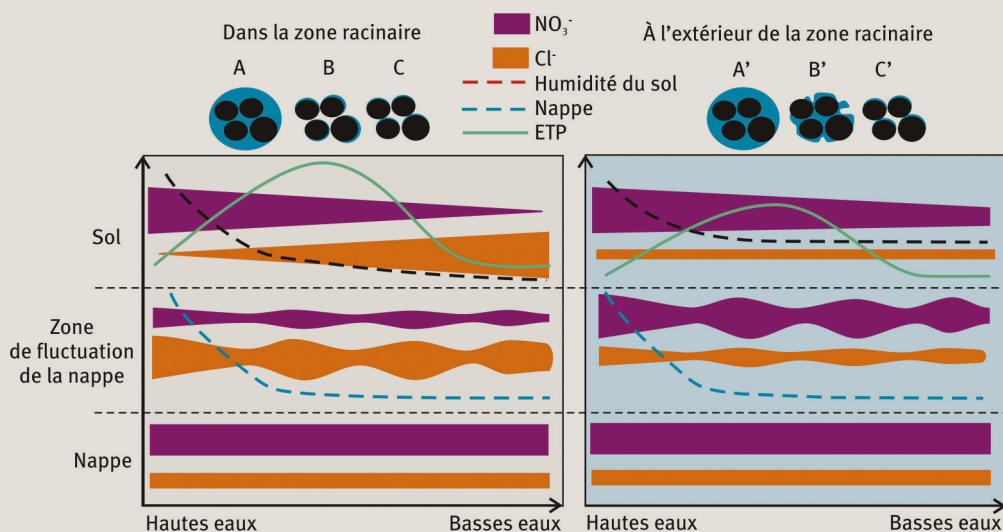 Dans la zone racinaire
A B C
NO₃⁻
Cl⁻
Humidité du sol
Nappe
ETP
À l'extérieur de la zone racinaire
A' B' C'
Sol
Zone
de fluctuation
de la nappe
Nappe
Hautes eaux Basses eaux
Hautes eaux Basses eaux